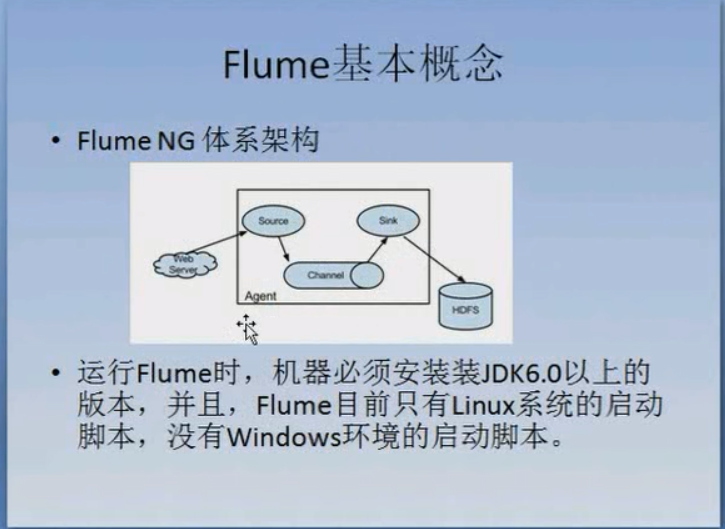 Flume基本概念
• Flume NG 体系架构
Source
Sink
Web
Server
Channel
Agent
HDFS
• 运行Flume时，机器必须安装装JDK6.0以上的
版本，并且，Flume目前只有Linux系统的启动
脚本，没有Windows环境的启动脚本。